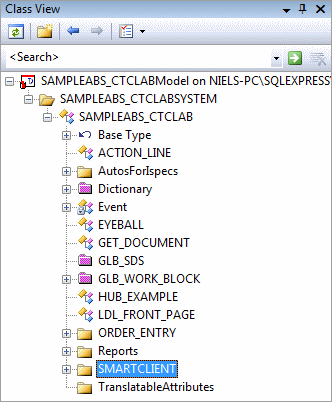 Class View
<Search>
SAMPLEABS_CTCLABModel on NIELS-PC\SQLEXPRESS
SAMPLEABS_CTCLABSYSTEM
SAMPLEABS_CTCLAB
Base Type
ACTION_LINE
AutosForIspecs
Dictionary
Event
EYEBALL
GET_DOCUMENT
GLB_SDS
GLB_WORK_BLOCK
HUB_EXAMPLE
LDL_FRONT_PAGE
ORDER_ENTRY
Reports
SMARTCLIENT
TranslatableAttributes